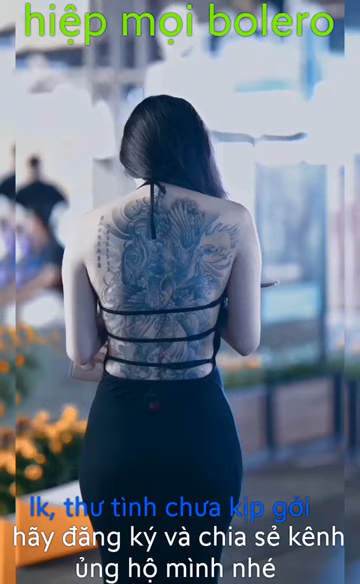 hiệp mọi bolero
lk, thư tình chưa kịp gởi
hãy đăng ký và chia sẻ kênh
ủng hộ mình nhé